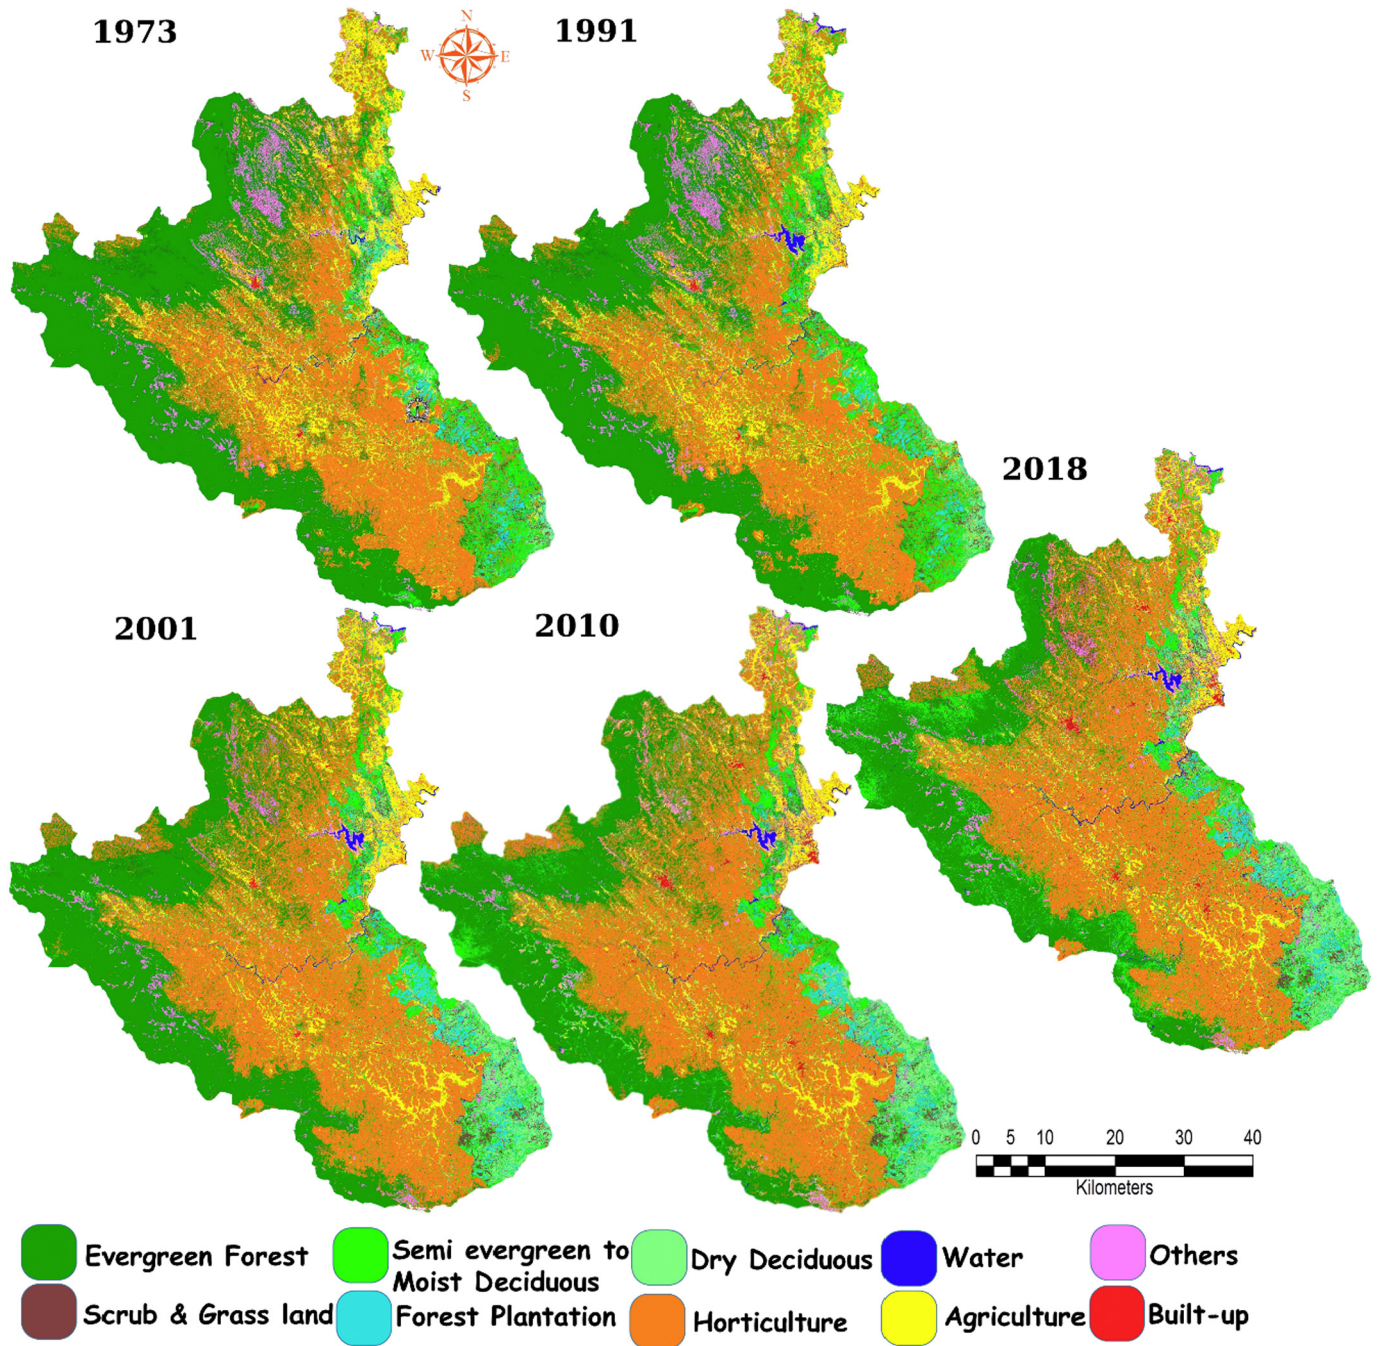 1973
1991
N
W E
S
2018
2001
2010
0 5 10 20 30 40
Kilometers
Evergreen Forest
Semi evergreen to
Moist Deciduous
Dry Deciduous
Water
Others
Scrub & Grass land
Forest Plantation
Horticulture
Agriculture
Built-up